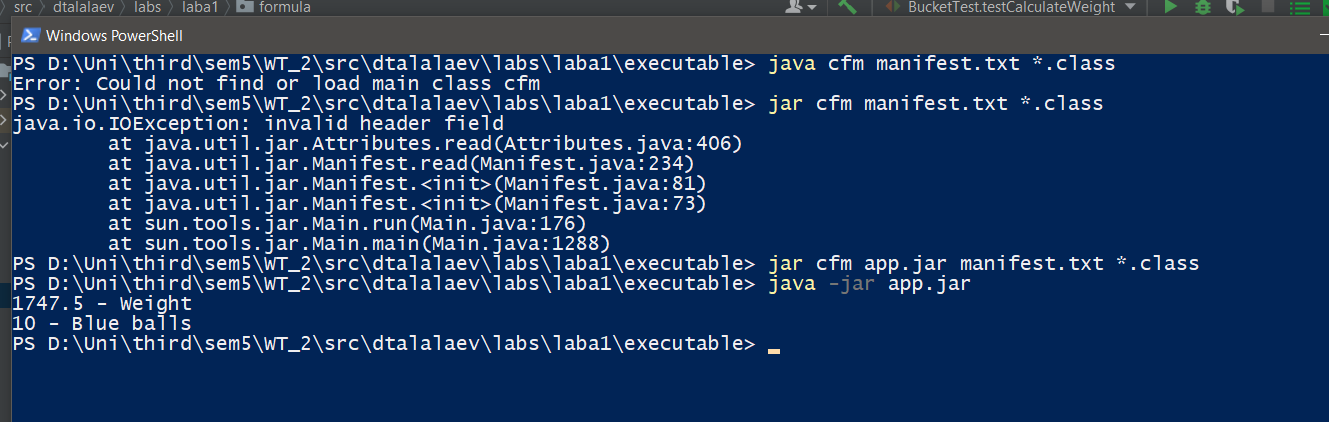 src dtalalaev labs laba1 formula BucketTest.testCalculateWeight
Windows PowerShell
PS D:\Uni\third\sem5\WT_2\src\dtalalaev\labs\laba1\executable> java cfm manifest.txt *.class
Error: Could not find or load main class cfm
PS D:\Uni\third\sem5\WT_2\src\dtalalaev\labs\laba1\executable> jar cfm manifest.txt *.class
java.io.IOException: invalid header field
        at java.util.jar.Attributes.read(Attributes.java:406)
        at java.util.jar.Manifest.read(Manifest.java:234)
        at java.util.jar.Manifest.<init>(Manifest.java:81)
        at java.util.jar.Manifest.<init>(Manifest.java:73)
        at sun.tools.jar.Main.run(Main.java:176)
        at sun.tools.jar.Main.main(Main.java:1288)
PS D:\Uni\third\sem5\WT_2\src\dtalalaev\labs\laba1\executable> jar cfm app.jar manifest.txt *.class
PS D:\Uni\third\sem5\WT_2\src\dtalalaev\labs\laba1\executable> java -jar app.jar
1747.5 - Weight
10 - Blue balls
PS D:\Uni\third\sem5\WT_2\src\dtalalaev\labs\laba1\executable>